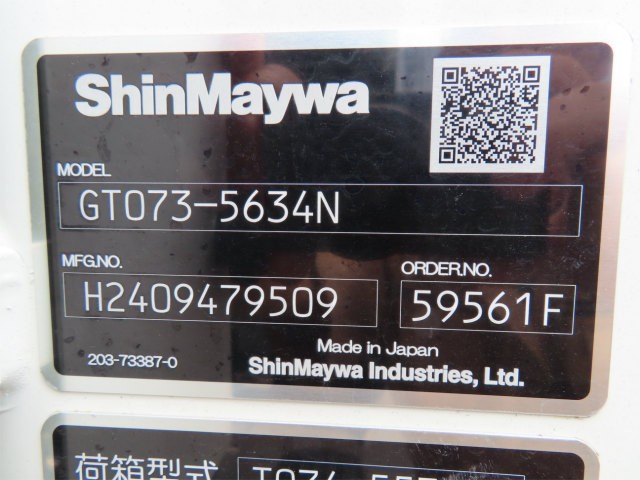 ShinMaywa
MODEL
GT073-5634N
MFG.NO.
H2409479509
ORDER.NO.
59561F
Made in Japan
203-73387-0
ShinMaywa Industries, Ltd.
荷箱型式